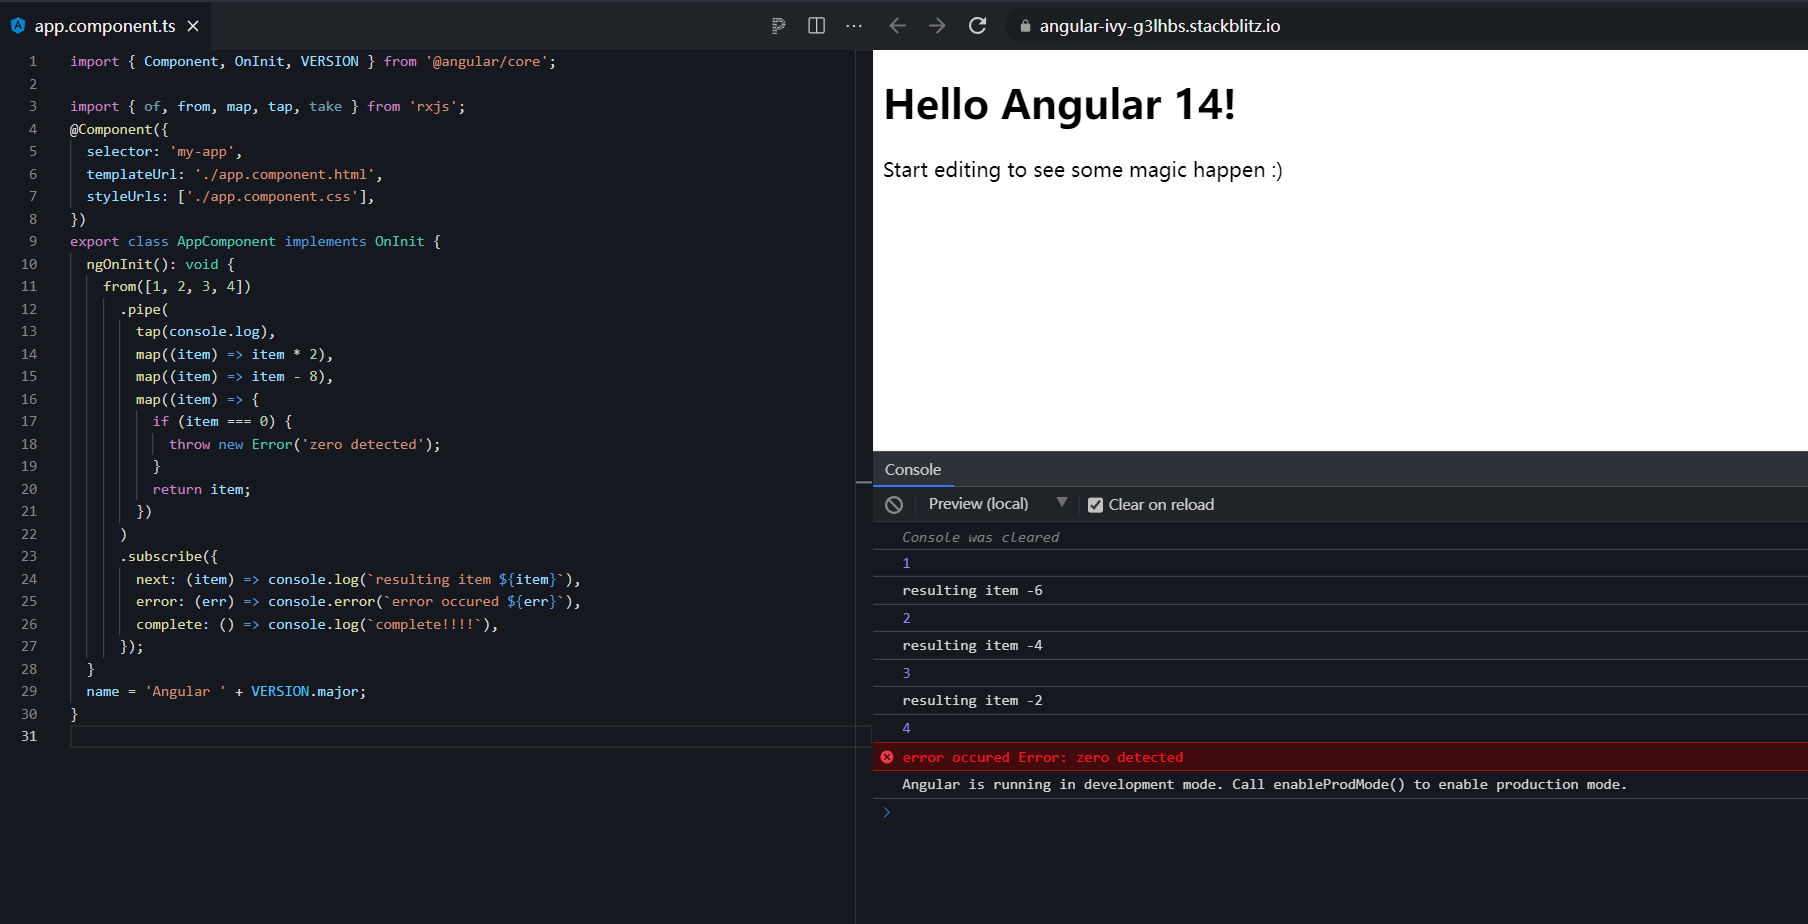 app.component.ts
1 import { Component, OnInit, VERSION } from '@angular/core';
2
3 import { of, from, map, tap, take } from 'rxjs';
4 @Component({
5   selector: 'my-app',
6   templateUrl: './app.component.html',
7   styleUrls: ['./app.component.css'],
8 })
9 export class AppComponent implements OnInit {
10   ngOnInit(): void {
11     from([1, 2, 3, 4])
12       .pipe(
13         tap(console.log),
14         map((item) => item * 2),
15         map((item) => item - 8),
16         map((item) => {
17           if (item === 0) {
18             throw new Error('zero detected');
19           }
20           return item;
21         })
22       )
23       .subscribe({
24         next: (item) => console.log(`resulting item ${item}`),
25         error: (err) => console.error(`error occured ${err}`),
26         complete: () => console.log(`complete!!!!`),
27       });
28   }
29   name = 'Angular ' + VERSION.major;
30 }
31
angular-ivy-g3lhbs.stackblitz.io
Hello Angular 14!
Start editing to see some magic happen :)
Console
Preview (local) Clear on reload
Console was cleared
1
resulting item -6
2
resulting item -4
3
resulting item -2
4
error occured Error: zero detected
Angular is running in development mode. Call enableProdMode() to enable production mode.